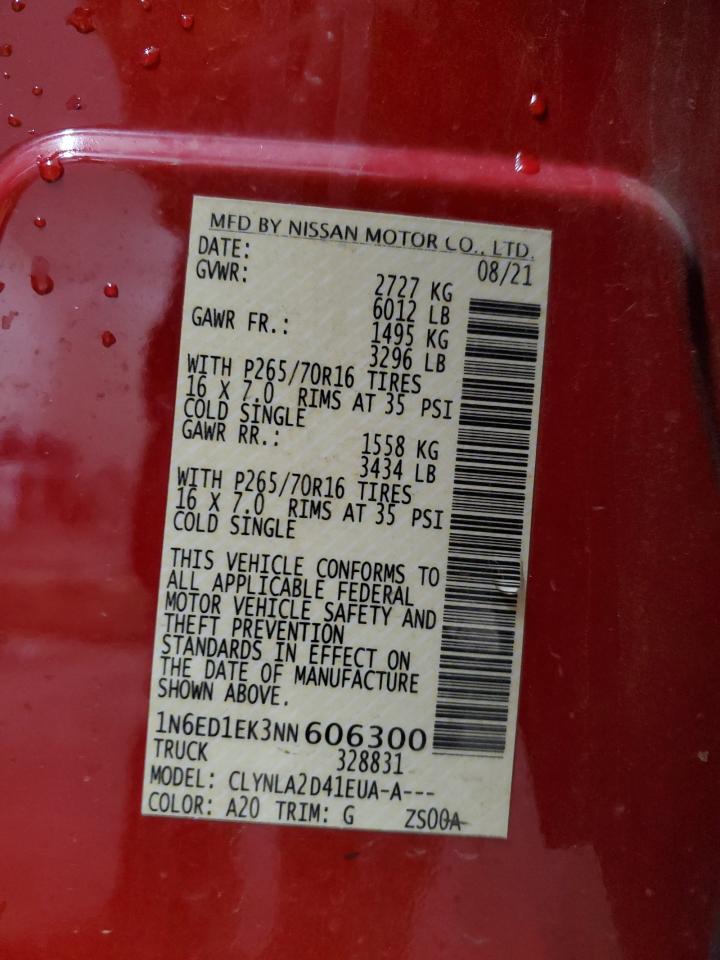 MFD BY NISSAN MOTOR CO., LTD.
DATE: 08/21
GVWR: 2727 KG
6012 LB
GAWR FR.: 1495 KG
3296 LB
WITH P265/70R16 TIRES
16 X 7.0 RIMS AT 35 PSI
COLD SINGLE
GAWR RR.: 1558 KG
3434 LB
WITH P265/70R16 TIRES
16 X 7.0 RIMS AT 35 PSI
COLD SINGLE
THIS VEHICLE CONFORMS TO
ALL APPLICABLE FEDERAL
MOTOR VEHICLE SAFETY AND
THEFT PREVENTION
STANDARDS IN EFFECT ON
THE DATE OF MANUFACTURE
SHOWN ABOVE.
1N6ED1EK3NN606300
TRUCK 328831
MODEL: CLYNLA2D41EUA-A---
COLOR: A20 TRIM: G ZS00A